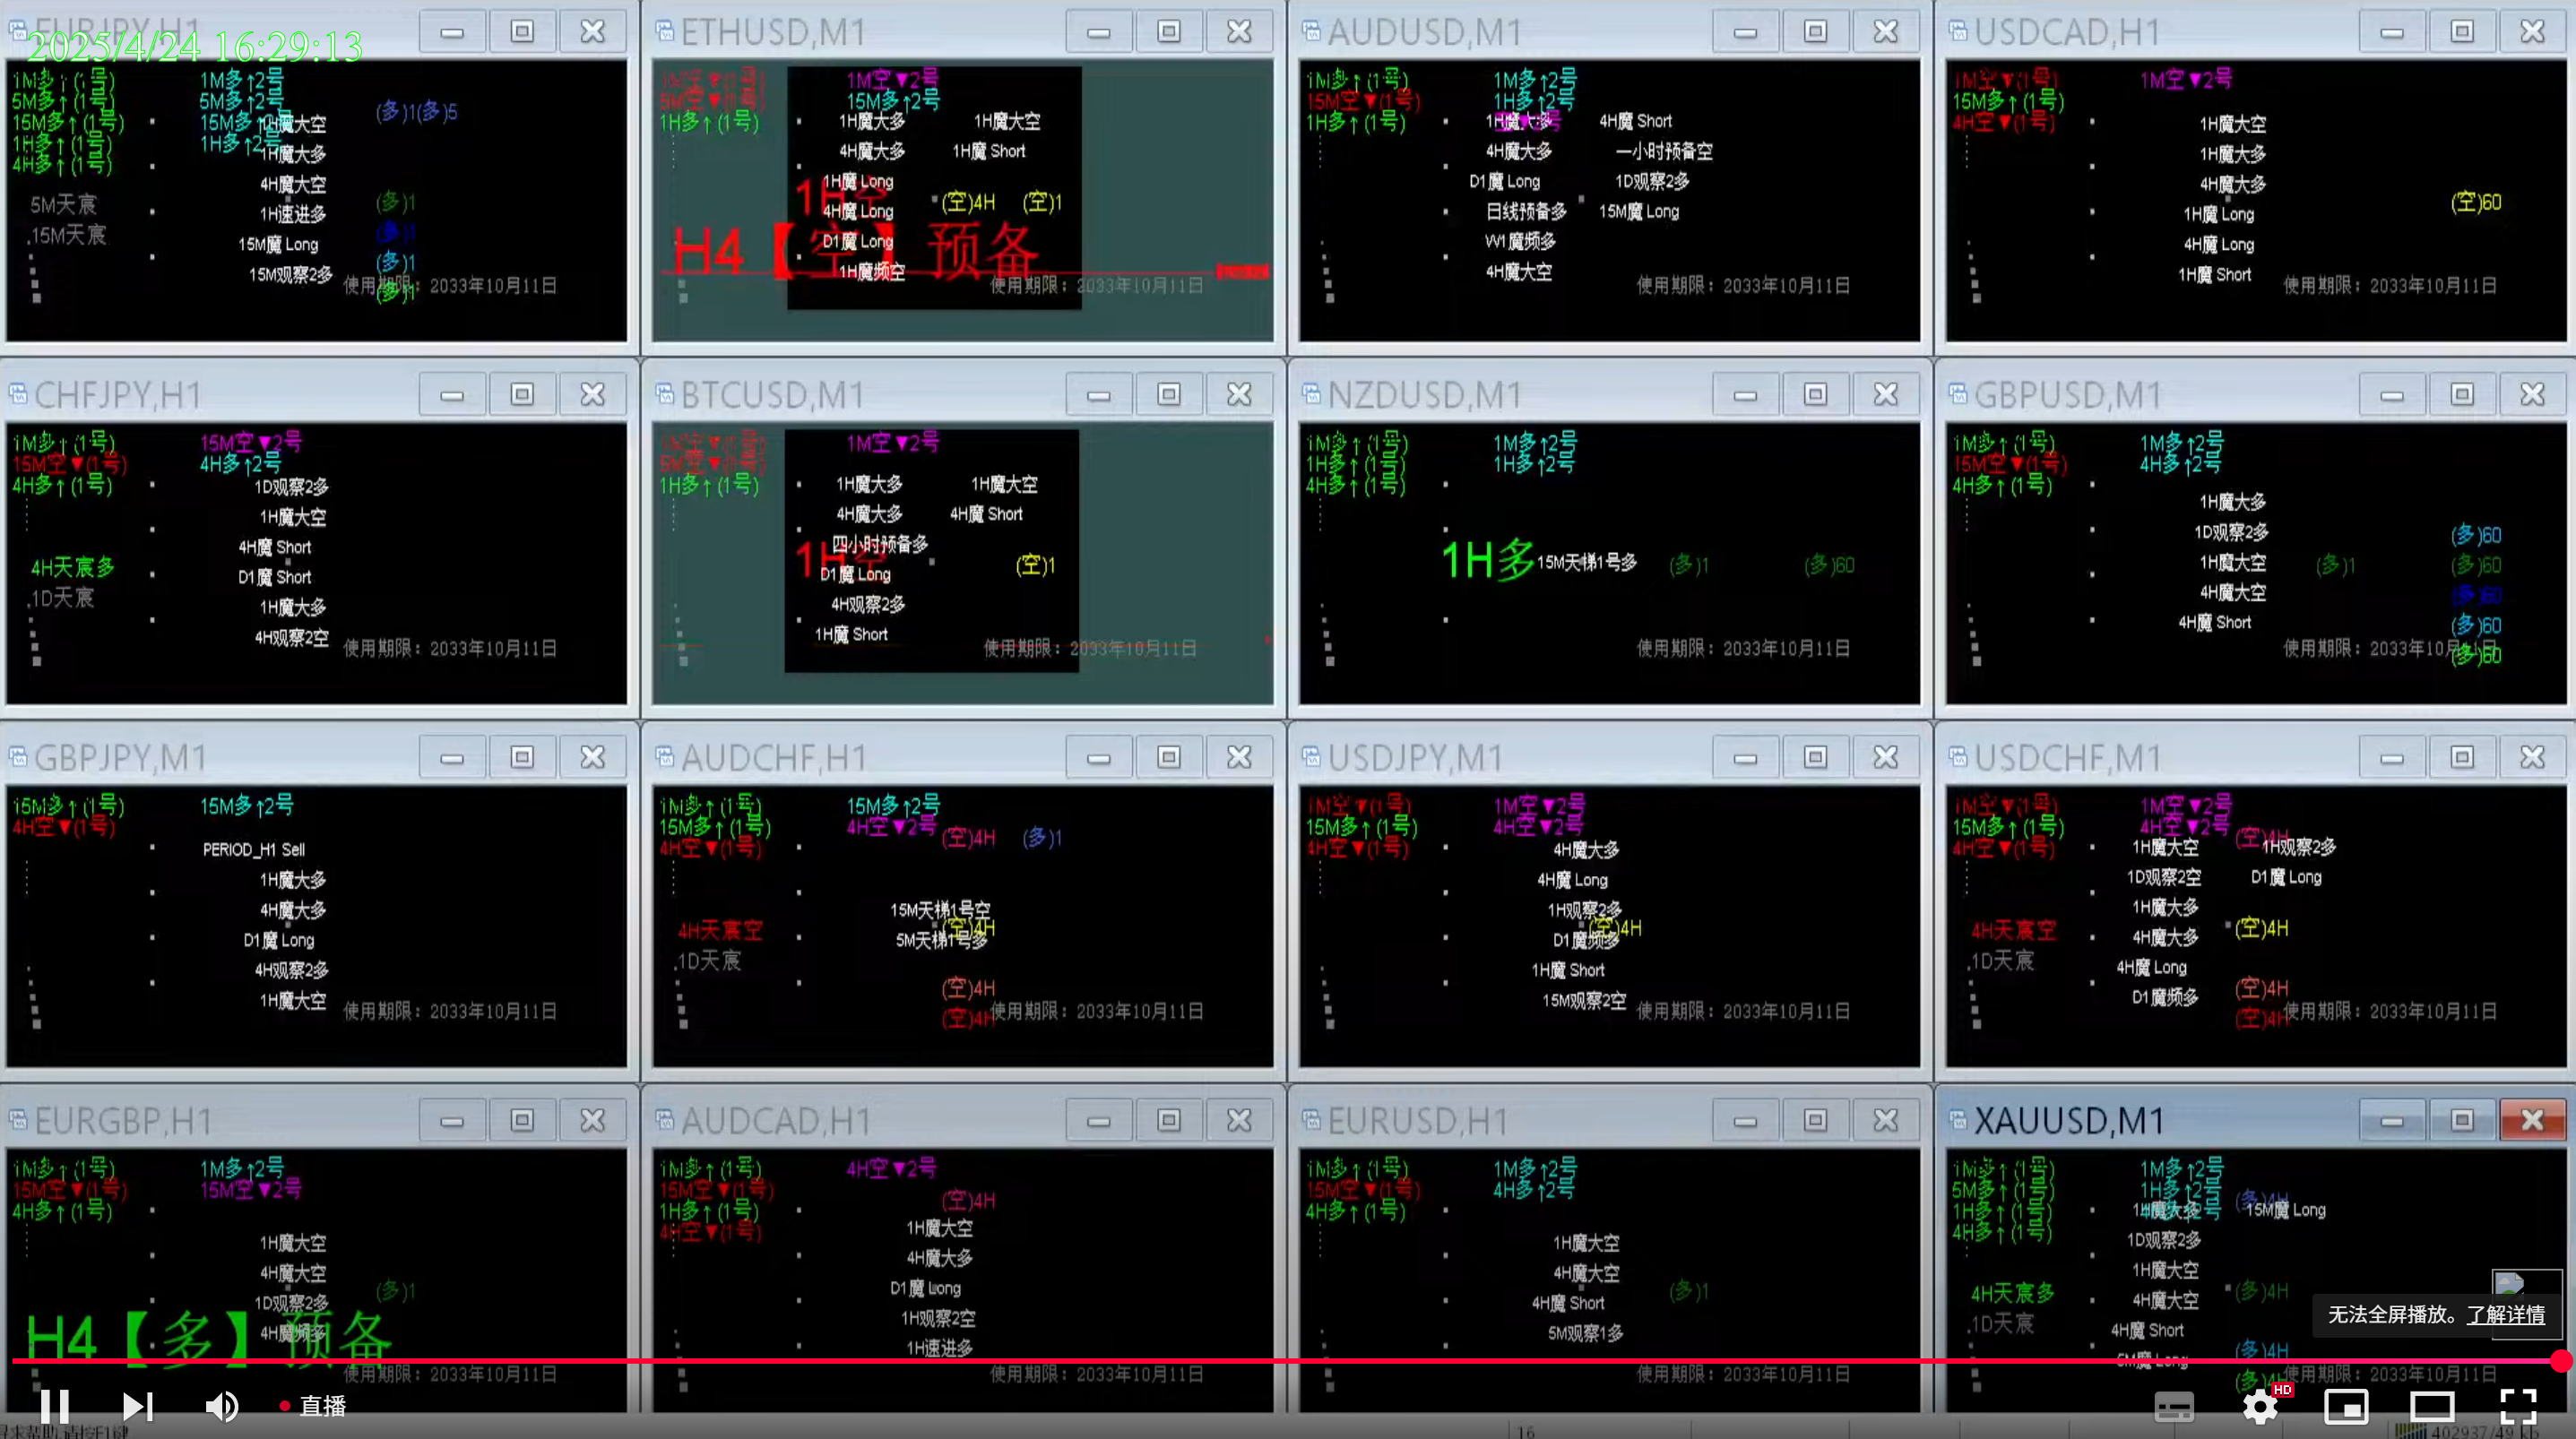 EURJPY,H1
2025/4/24 16:29:13
1M多↑(1号) 1M多↑2号
5M多↑(1号) 5M多↑2号 (多)1(多)5
15M多↑(1号) 15M多↑2号
1H魔大空
1H多↑(1号) 1H多↑2号
1H魔大多
4H多↑(1号)
4H魔大空
5M天宸 (多)1
1H速进多
.15M天宸 (多)1
15M魔 Long
(多)1
15M观察2多
使用期限：2033年10月11日
(多)1
ETHUSD,M1
1M空▼(1号) 1M空▼2号
5M空▼(1号) 15M多↑2号
1H多↑(1号) 1H魔大多 1H魔大空
4H魔大多 1H魔 Short
1H魔 Long
1H空
4H魔 Long (空)4H (空)1
H4【空】预备
D1魔 Long
1H魔频空
使用期限：2033年10月11日
AUDUSD,M1
1M多↑(1号) 1M多↑2号
15M空▼(1号) 1H多↑2号
1H多↑(1号) 1H魔大多 4H魔 Short
4H魔大多 一小时预备空
D1魔 Long 1D观察2多
日线预备多 15M魔 Long
W1魔频多
4H魔大空
使用期限：2033年10月11日
USDCAD,H1
1M空▼(1号) 1M空▼2号
15M多↑(1号)
4H空▼(1号) 1H魔大空
1H魔大多
4H魔大多
(空)60
1H魔 Long
4H魔 Long
1H魔 Short
使用期限：2033年10月11日
CHFJPY,H1
1M多↑(1号) 15M空▼2号
15M空▼(1号) 4H多↑2号
4H多↑(1号) 1D观察2多
1H魔大空
4H魔 Short
4H天宸多
D1魔 Short
.1D天宸
1H魔大多
4H观察2空
使用期限：2033年10月11日
BTCUSD,M1
1M空▼(1号) 1M空▼2号
5M空▼(1号)
1H多↑(1号) 1H魔大多 1H魔大空
4H魔大多 4H魔 Short
四小时预备多
1H空 (空)1
D1魔 Long
4H观察2多
1H魔 Short
使用期限：2033年10月11日
NZDUSD,M1
1M多↑(1号) 1M多↑2号
1H多↑(1号) 1H多↑2号
4H多↑(1号)
1H多 15M天梯1号多 (多)1 (多)60
使用期限：2033年10月11日
GBPUSD,M1
1M多↑(1号) 1M多↑2号
15M空▼(1号) 4H多↑2号
4H多↑(1号)
1H魔大多
1D观察2多 (多)60
1H魔大空 (多)1 (多)60
4H魔大空 (多)60
4H魔 Short (多)60
使用期限：2033年10月11日
(多)60
GBPJPY,M1
15M多↑(1号) 15M多↑2号
4H空▼(1号)
PERIOD_H1 Sell
1H魔大多
4H魔大多
D1魔 Long
4H观察2多
1H魔大空
使用期限：2033年10月11日
AUDCHF,H1
1M多↑(1号) 15M多↑2号
15M多↑(1号) 4H空▼2号 (空)4H (多)1
4H空▼(1号)
15M天梯1号空
4H天宸空 (空)4H
5M天梯1号多
.1D天宸
(空)4H
(空)4H
使用期限：2033年10月11日
USDJPY,M1
1M空▼(1号) 1M空▼2号
15M多↑(1号) 4H空▼2号
4H空▼(1号) 4H魔大多
4H魔 Long
1H观察2多
(空)4H
D1魔频多
1H魔 Short
15M观察2空
使用期限：2033年10月11日
USDCHF,M1
1M空▼(1号) 1M空▼2号
15M多↑(1号) 4H空▼2号 (空)4H
4H空▼(1号) 1H魔大空 1H观察2多
1D观察2空 D1魔 Long
1H魔大多
4H天宸空 4H魔大多 (空)4H
.1D天宸 4H魔 Long
D1魔频多 (空)4H
(空)4H
使用期限：2033年10月11日
EURGBP,H1
1M多↑(1号) 1M多↑2号
15M空▼(1号) 15M空▼2号
4H多↑(1号)
1H魔大空
4H魔大空
1D观察2多 (多)1
4H魔频多
H4【多】预备
使用期限：2033年10月11日
AUDCAD,H1
1M多↑(1号) 4H空▼2号
15M空▼(1号) (空)4H
1H多↑(1号)
4H空▼(1号) 1H魔大空
4H魔大多
D1魔 Long
1H观察2空
1H速进多
使用期限：2033年10月11日
EURUSD,H1
1M多↑(1号) 1M多↑2号
15M空▼(1号) 4H多↑2号
4H多↑(1号)
1H魔大空
4H魔大空
4H魔 Short (多)1
5M观察1多
使用期限：2033年10月11日
XAUUSD,M1
1M多↑(1号) 1M多↑2号
5M多↑(1号) 1H多↑2号 (多)4H
1H多↑(1号) 15M魔 Long
4H多↑(1号) 1D观察2多
1H魔大空
4H天宸多 4H魔大空 (多)4H
.1D天宸 4H魔 Short
(多)4H
5M魔 Long
使用期限：2033年10月11日
无法全屏播放。了解详情
直播
HD
16
402937/49 kb